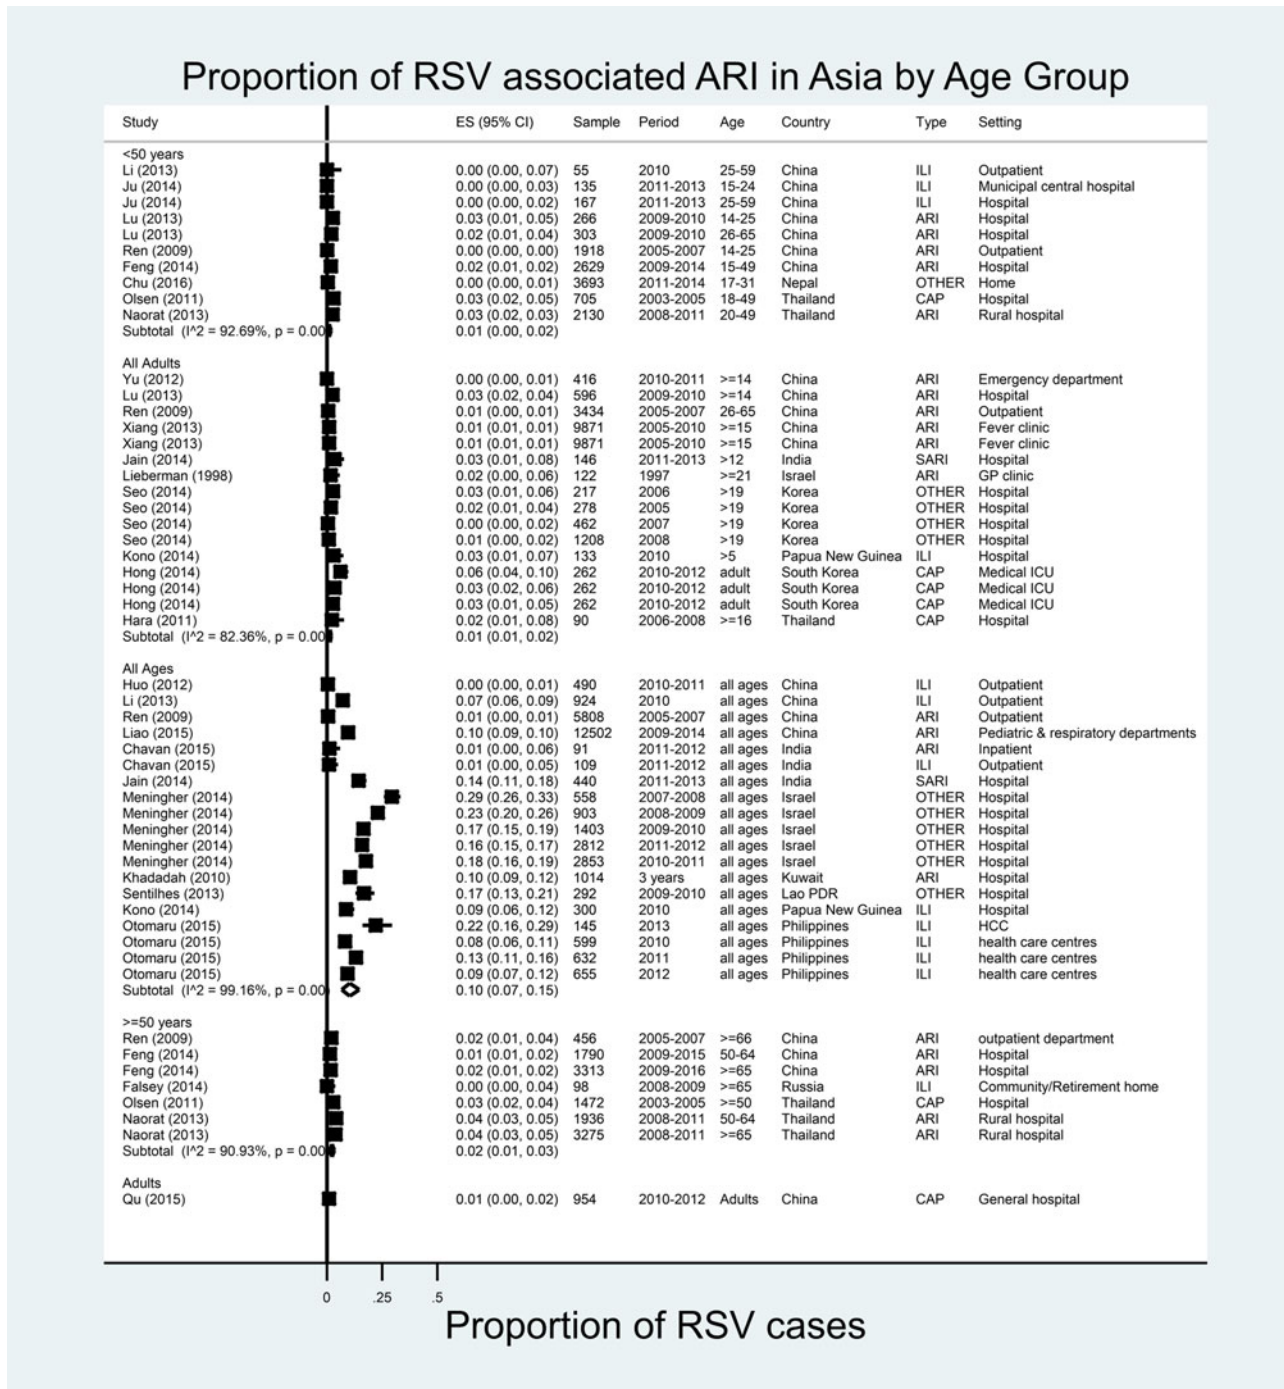 Proportion of RSV associated ARI in Asia by Age Group
Study ES (95% CI) Sample Period Age Country Type Setting
<50 years
Li (2013) 0.00 (0.00, 0.07) 55 2010 25-59 China ILI Outpatient
Ju (2014) 0.00 (0.00, 0.03) 135 2011-2013 15-24 China ILI Municipal central hospital
Ju (2014) 0.00 (0.00, 0.02) 167 2011-2013 25-59 China ILI Hospital
Lu (2013) 0.03 (0.01, 0.05) 266 2009-2010 14-25 China ARI Hospital
Lu (2013) 0.02 (0.01, 0.04) 303 2009-2010 26-65 China ARI Hospital
Ren (2009) 0.00 (0.00, 0.00) 1918 2005-2007 14-25 China ARI Outpatient
Feng (2014) 0.02 (0.01, 0.02) 2629 2009-2014 15-49 China ARI Hospital
Chu (2016) 0.00 (0.00, 0.01) 3693 2011-2014 17-31 Nepal OTHER Home
Olsen (2011) 0.03 (0.02, 0.05) 705 2003-2005 18-49 Thailand CAP Hospital
Naorat (2013) 0.03 (0.02, 0.03) 2130 2008-2011 20-49 Thailand ARI Rural hospital
Subtotal (I^2 = 92.69%, p = 0.00 0.01 (0.00, 0.02)
All Adults
Yu (2012) 0.00 (0.00, 0.01) 416 2010-2011 >=14 China ARI Emergency department
Lu (2013) 0.03 (0.02, 0.04) 596 2009-2010 >=14 China ARI Hospital
Ren (2009) 0.01 (0.00, 0.01) 3434 2005-2007 26-65 China ARI Outpatient
Xiang (2013) 0.01 (0.01, 0.01) 9871 2005-2010 >=15 China ARI Fever clinic
Xiang (2013) 0.01 (0.01, 0.01) 9871 2005-2010 >=15 China ARI Fever clinic
Jain (2014) 0.03 (0.01, 0.08) 146 2011-2013 >12 India SARI Hospital
Lieberman (1998) 0.02 (0.00, 0.06) 122 1997 >=21 Israel ARI GP clinic
Seo (2014) 0.03 (0.01, 0.06) 217 2006 >19 Korea OTHER Hospital
Seo (2014) 0.02 (0.01, 0.04) 278 2005 >19 Korea OTHER Hospital
Seo (2014) 0.00 (0.00, 0.02) 462 2007 >19 Korea OTHER Hospital
Seo (2014) 0.01 (0.00, 0.02) 1208 2008 >19 Korea OTHER Hospital
Kono (2014) 0.03 (0.01, 0.07) 133 2010 >5 Papua New Guinea ILI Hospital
Hong (2014) 0.06 (0.04, 0.10) 262 2010-2012 adult South Korea CAP Medical ICU
Hong (2014) 0.03 (0.02, 0.06) 262 2010-2012 adult South Korea CAP Medical ICU
Hong (2014) 0.03 (0.01, 0.05) 262 2010-2012 adult South Korea CAP Medical ICU
Hara (2011) 0.02 (0.01, 0.08) 90 2006-2008 >=16 Thailand CAP Hospital
Subtotal (I^2 = 82.36%, p = 0.00 0.01 (0.01, 0.02)
All Ages
Huo (2012) 0.00 (0.00, 0.01) 490 2010-2011 all ages China ILI Outpatient
Li (2013) 0.07 (0.06, 0.09) 924 2010 all ages China ILI Outpatient
Ren (2009) 0.01 (0.00, 0.01) 5808 2005-2007 all ages China ARI Outpatient
Liao (2015) 0.10 (0.09, 0.10) 12502 2009-2014 all ages China ARI Pediatric & respiratory departments
Chavan (2015) 0.01 (0.00, 0.06) 91 2011-2012 all ages India ARI Inpatient
Chavan (2015) 0.01 (0.00, 0.05) 109 2011-2012 all ages India ILI Outpatient
Jain (2014) 0.14 (0.11, 0.18) 440 2011-2013 all ages India SARI Hospital
Meningher (2014) 0.29 (0.26, 0.33) 558 2007-2008 all ages Israel OTHER Hospital
Meningher (2014) 0.23 (0.20, 0.26) 903 2008-2009 all ages Israel OTHER Hospital
Meningher (2014) 0.17 (0.15, 0.19) 1403 2009-2010 all ages Israel OTHER Hospital
Meningher (2014) 0.16 (0.15, 0.17) 2812 2011-2012 all ages Israel OTHER Hospital
Meningher (2014) 0.18 (0.16, 0.19) 2853 2010-2011 all ages Israel OTHER Hospital
Khadadah (2010) 0.10 (0.09, 0.12) 1014 3 years all ages Kuwait ARI Hospital
Sentilhes (2013) 0.17 (0.13, 0.21) 292 2009-2010 all ages Lao PDR OTHER Hospital
Kono (2014) 0.09 (0.06, 0.12) 300 2010 all ages Papua New Guinea ILI Hospital
Otomaru (2015) 0.22 (0.16, 0.29) 145 2013 all ages Philippines ILI HCC
Otomaru (2015) 0.08 (0.06, 0.11) 599 2010 all ages Philippines ILI health care centres
Otomaru (2015) 0.13 (0.11, 0.16) 632 2011 all ages Philippines ILI health care centres
Otomaru (2015) 0.09 (0.07, 0.12) 655 2012 all ages Philippines ILI health care centres
Subtotal (I^2 = 99.16%, p = 0.00 0.10 (0.07, 0.15)
>=50 years
Ren (2009) 0.02 (0.01, 0.04) 456 2005-2007 >=66 China ARI outpatient department
Feng (2014) 0.01 (0.01, 0.02) 1790 2009-2015 50-64 China ARI Hospital
Feng (2014) 0.02 (0.01, 0.02) 3313 2009-2016 >=65 China ARI Hospital
Falsey (2014) 0.00 (0.00, 0.04) 98 2008-2009 >=65 Russia ILI Community/Retirement home
Olsen (2011) 0.03 (0.02, 0.04) 1472 2003-2005 >=50 Thailand CAP Hospital
Naorat (2013) 0.04 (0.03, 0.05) 1936 2008-2011 50-64 Thailand ARI Rural hospital
Naorat (2013) 0.04 (0.03, 0.05) 3275 2008-2011 >=65 Thailand ARI Rural hospital
Subtotal (I^2 = 90.93%, p = 0.00 0.02 (0.01, 0.03)
Adults
Qu (2015) 0.01 (0.00, 0.02) 954 2010-2012 Adults China CAP General hospital
0 .25 .5
Proportion of RSV cases